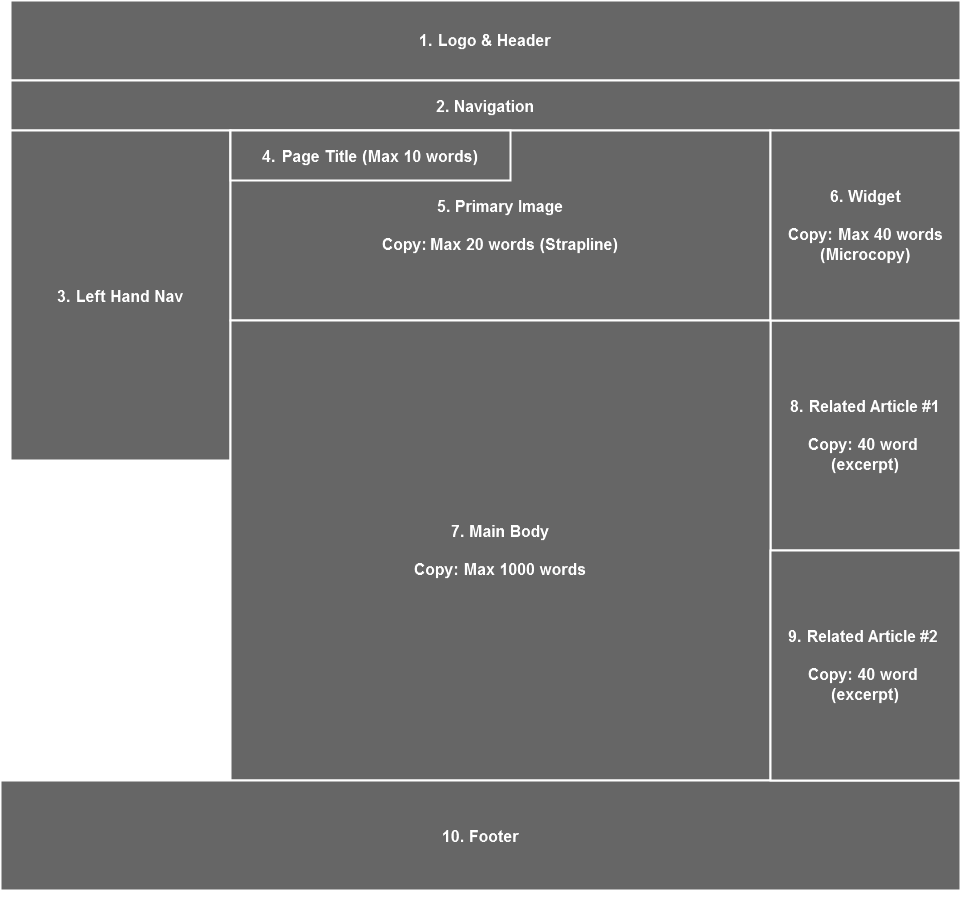 1. Logo & Header
2. Navigation
3. Left Hand Nav
4. Page Title (Max 10 words)
5. Primary Image
Copy: Max 20 words (Strapline)
6. Widget
Copy: Max 40 words
(Microcopy)
7. Main Body
Copy: Max 1000 words
8. Related Article #1
Copy: 40 word
(excerpt)
9. Related Article #2
Copy: 40 word
(excerpt)
10. Footer